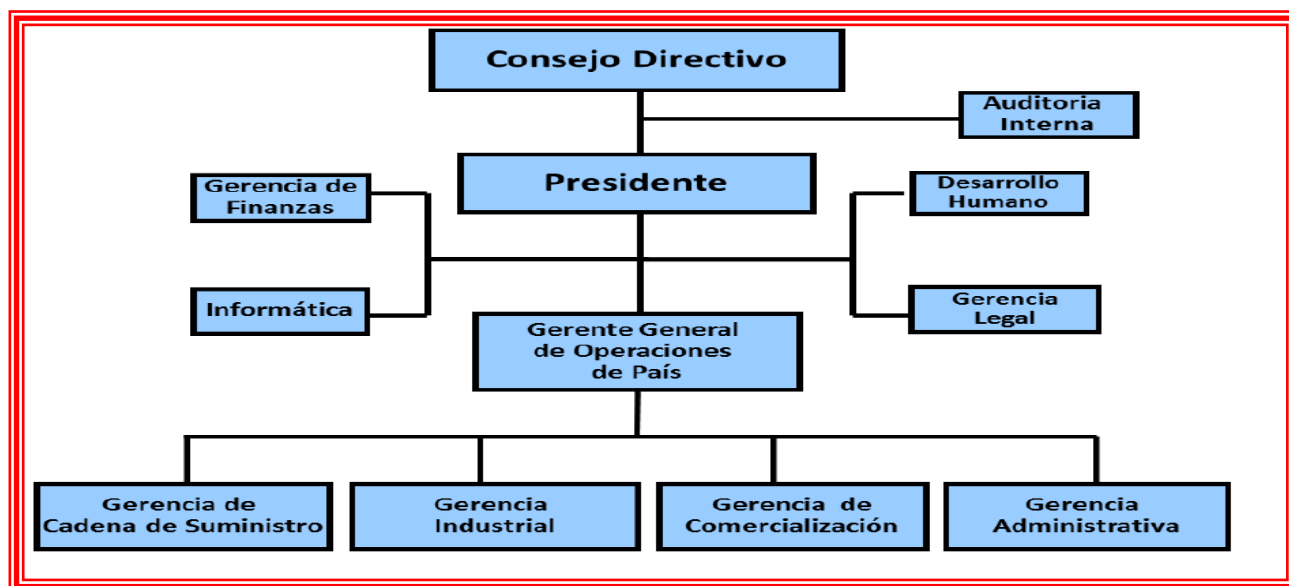 Consejo Directivo
Auditoria
Interna
Presidente
Gerencia de
Finanzas
Desarrollo
Humano
Informática
Gerencia
Legal
Gerente General
de Operaciones
de País
Gerencia de
Cadena de Suministro
Gerencia
Industrial
Gerencia de
Comercialización
Gerencia
Administrativa